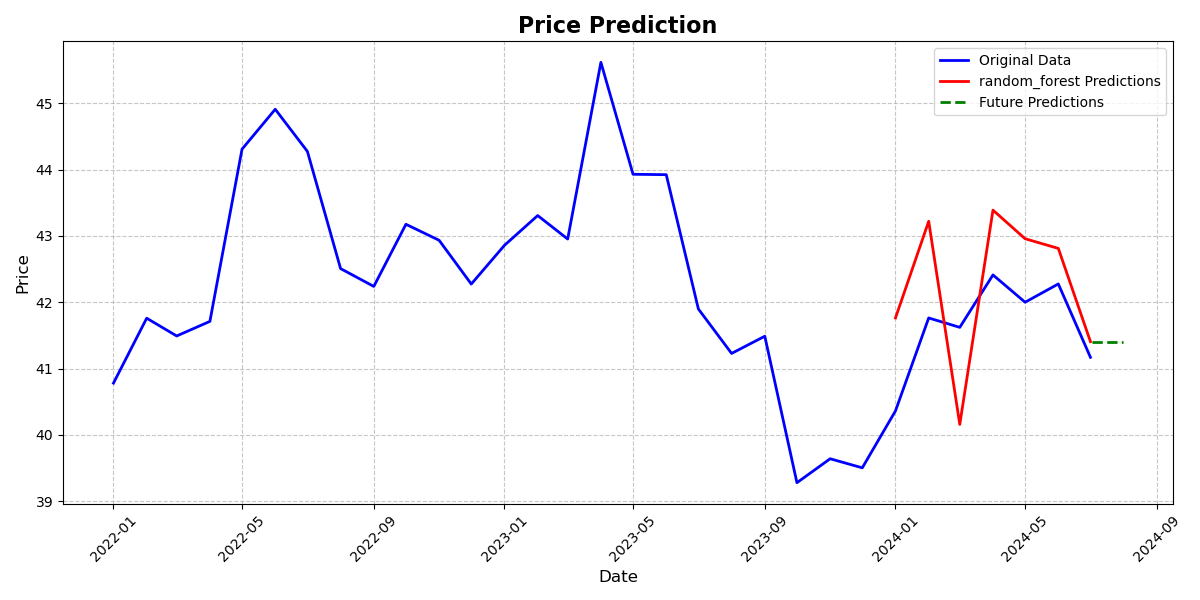 Price Prediction
Original Data
random_forest Predictions
Future Predictions
Price
45
44
43
42
41
40
39
2022-01
2022-05
2022-09
2023-01
2023-05
2023-09
2024-01
2024-05
2024-09
Date